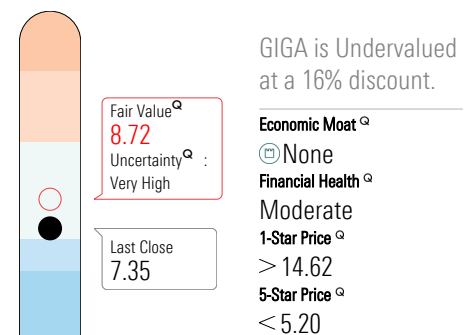 GIGA is Undervalued
at a 16% discount.
Fair Value Q
8.72
Uncertainty Q :
Very High
Last Close
7.35
Economic Moat Q
None
Financial Health Q
Moderate
1-Star Price Q
> 14.62
5-Star Price Q
< 5.20